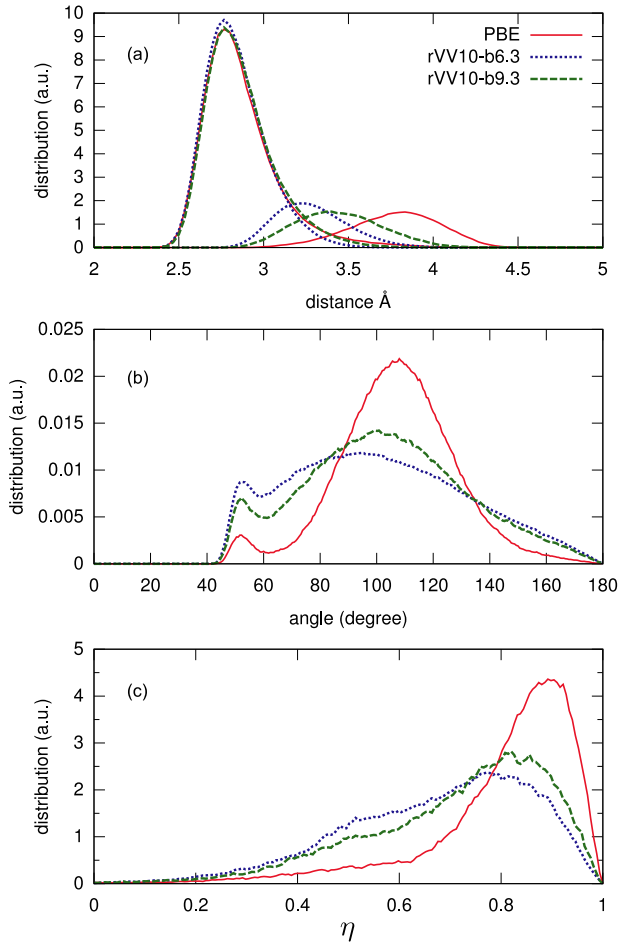 (a)
PBE
rVV10-b6.3
rVV10-b9.3
distribution (a.u.)
10
9
8
7
6
5
4
3
2
1
0
2 2.5 3 3.5 4 4.5 5
distance Å
(b)
distribution (a.u.)
0.025
0.02
0.015
0.01
0.005
0
0 20 40 60 80 100 120 140 160 180
angle (degree)
(c)
distribution (a.u.)
5
4
3
2
1
0
0 0.2 0.4 0.6 0.8 1
η